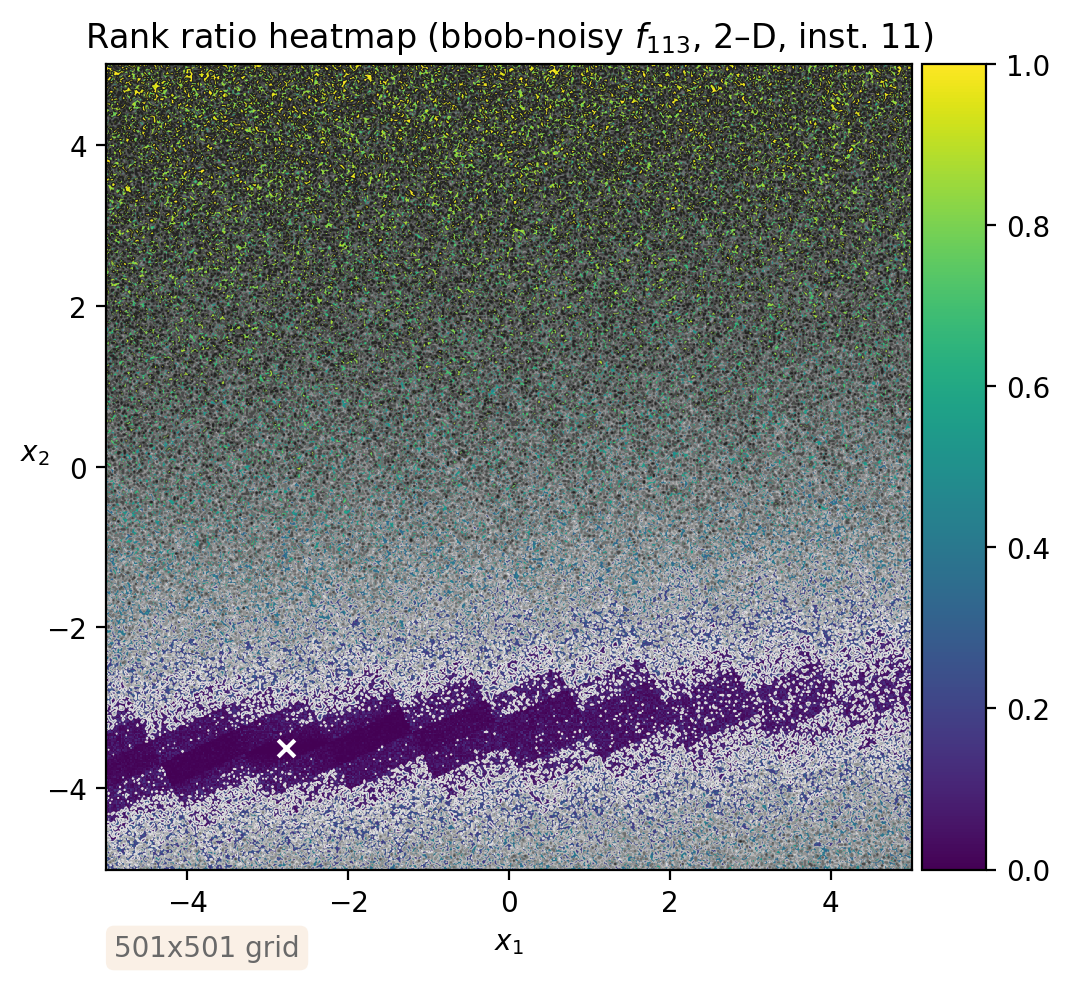 Rank ratio heatmap (bbob-noisy f₁₁₃, 2–D, inst. 11)
1.0
0.8
0.6
0.4
0.2
0.0
4
2
0
−2
−4
x₂
−4 −2 0 2 4
x₁
501x501 grid